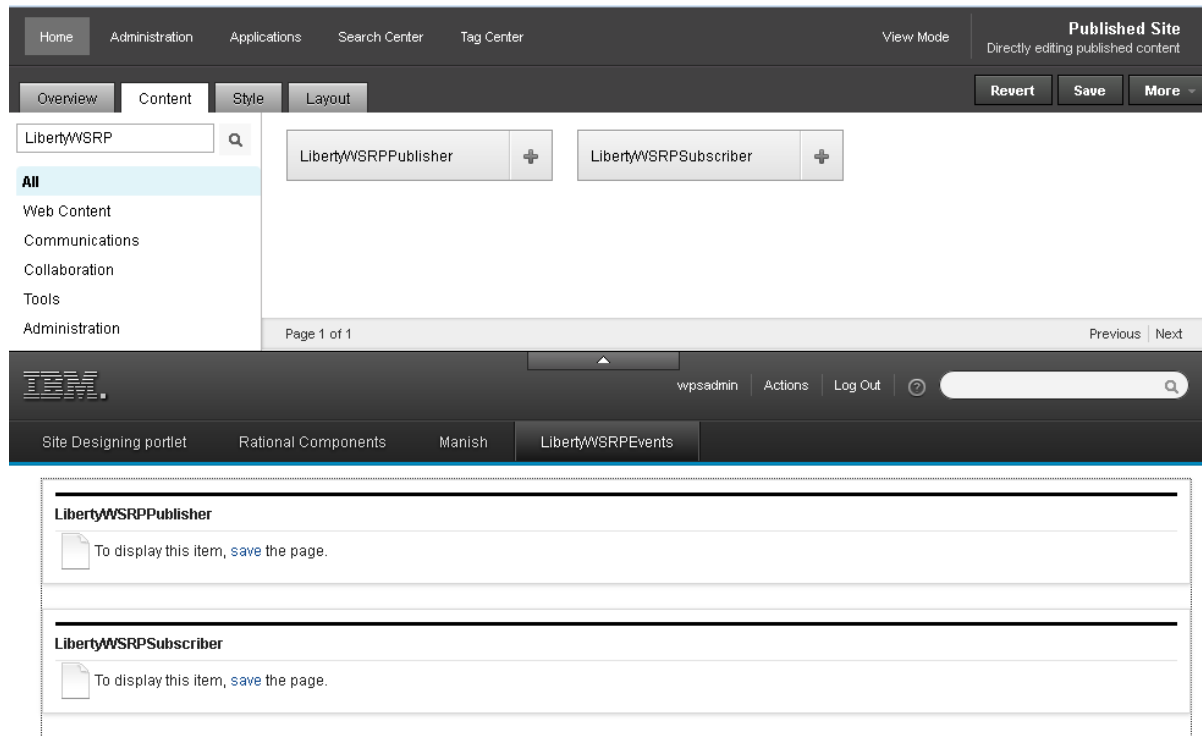 Home Administration Applications Search Center Tag Center View Mode Published Site
Directly editing published content
Overview Content Style Layout Revert Save More
LibertyWSRP
LibertyWSRPPublisher LibertyWSRPSubscriber
All
Web Content
Communications
Collaboration
Tools
Administration
Page 1 of 1 Previous Next
IBM. wpsadmin Actions Log Out ?
Site Designing portlet Rational Components Manish LibertyWSRPEvents
LibertyWSRPPublisher
To display this item, save the page.
LibertyWSRPSubscriber
To display this item, save the page.